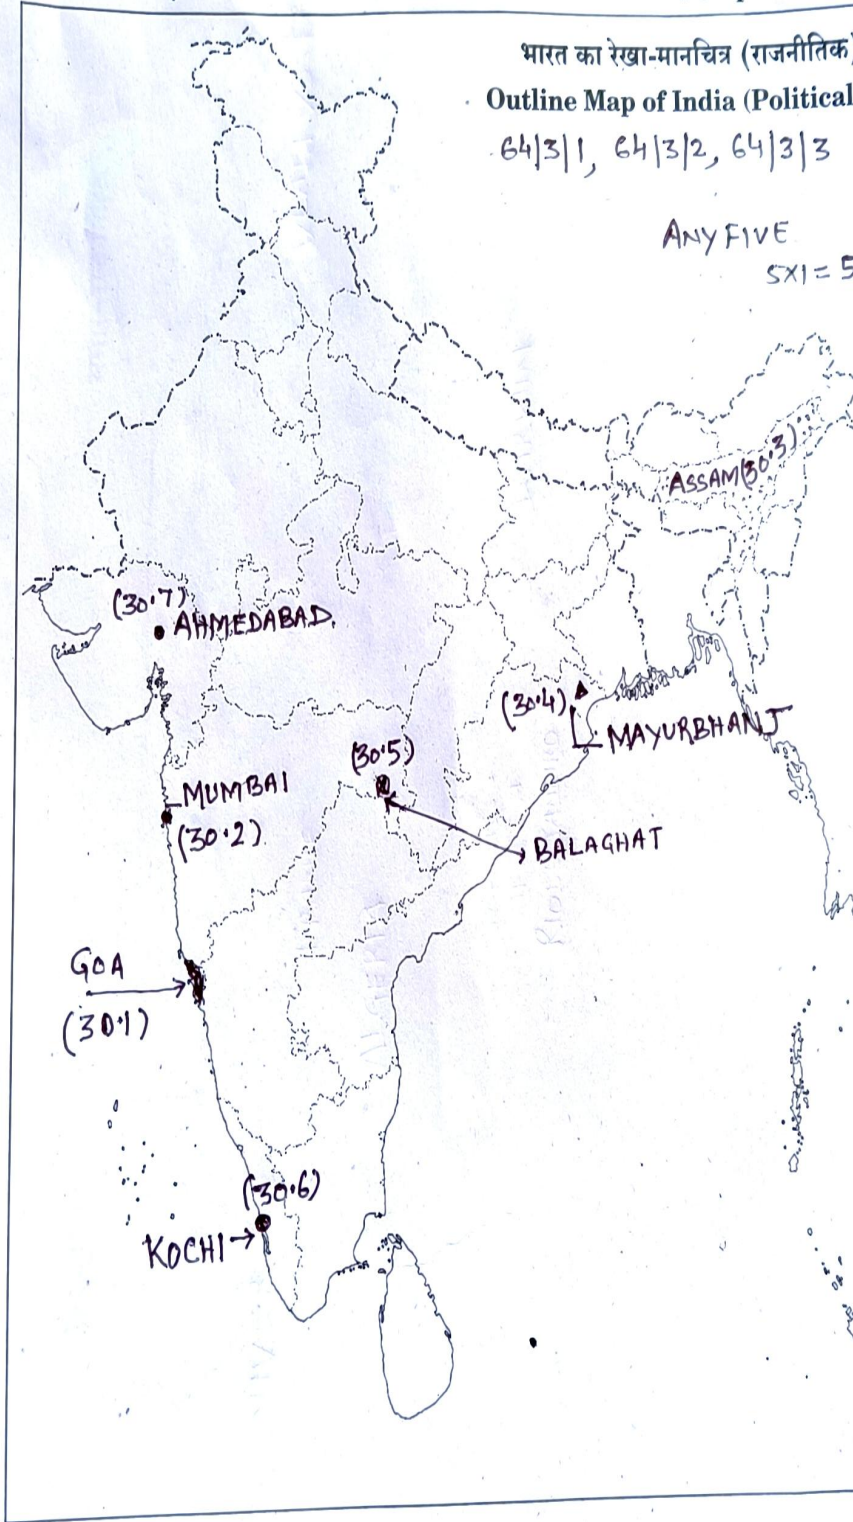 भारत का रेखा-मानचित्र (राजनीतिक)
Outline Map of India (Political
64/3/1, 64/3/2, 64/3/3
ANY FIVE
5X1=5
ASSAM (30.3)
(30.7)
AHMEDABAD
(30.4)
MAYURBHANJ
(30.5)
MUMBAI
(30.2)
BALAGHAT
GOA
(30.1)
(30.6)
KOCHI